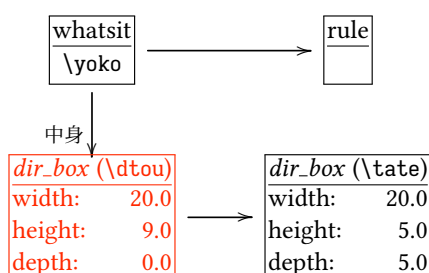 whatsit
\yoko
rule
中身
dir_box (\dtou)
width: 20.0
height: 9.0
depth: 0.0
dir_box (\tate)
width: 20.0
height: 5.0
depth: 5.0